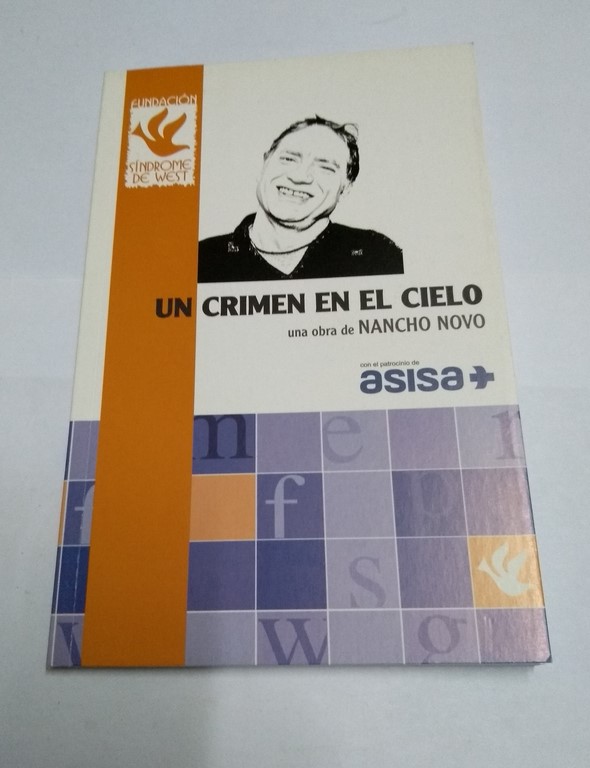 FUNDACIÓN
SÍNDROME
DE WEST
UN CRIMEN EN EL CIELO
una obra de NANCHO NOVO
con el patrocinio de
asisa
m e r
f f p
s
w w g